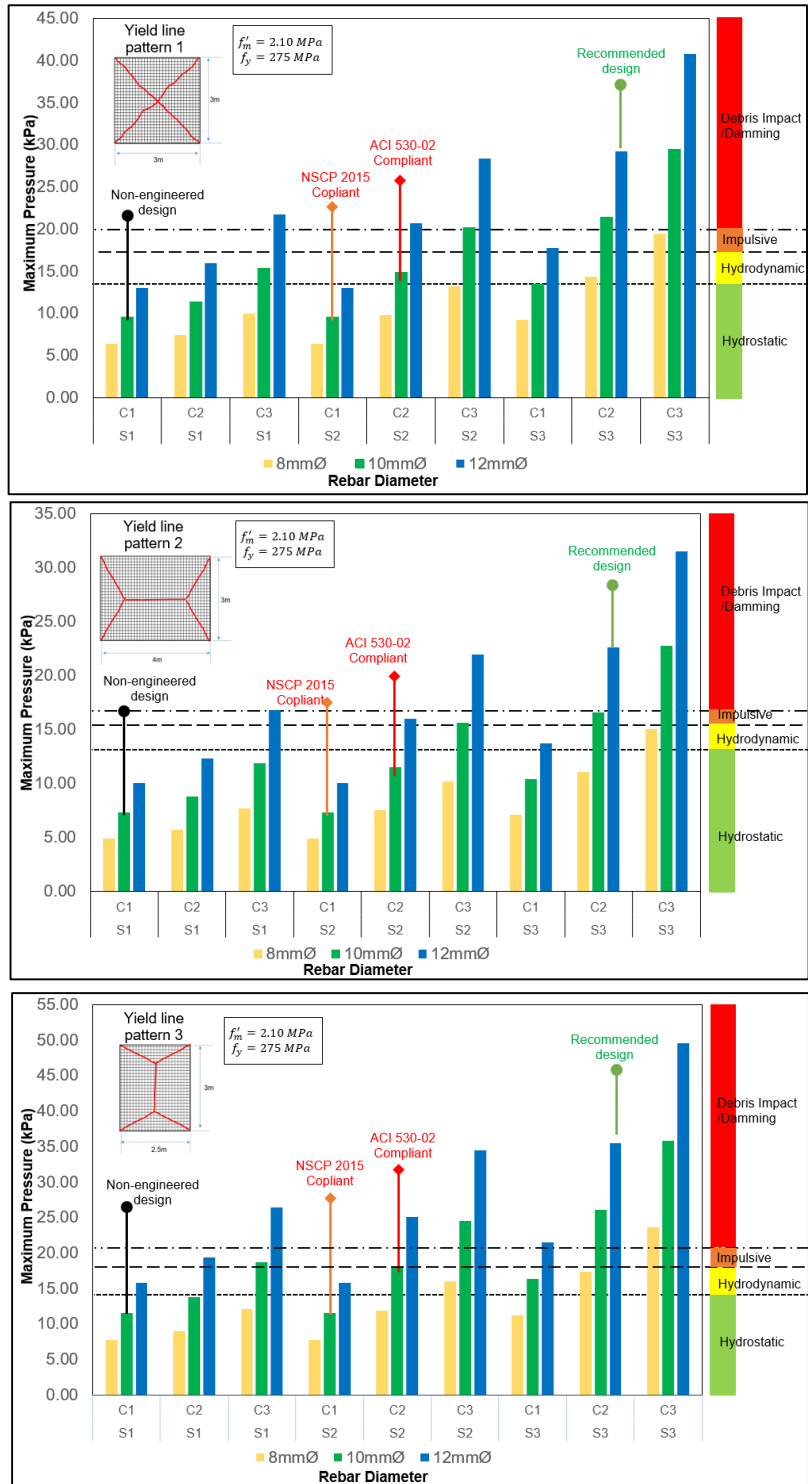 45.00
40.00
35.00
30.00
25.00
20.00
15.00
10.00
5.00
0.00
Maximum Pressure (kPa)
Yield line
pattern 1
3m
3m
f'm = 2.10 MPa
fy = 275 MPa
Non-engineered
design
NSCP 2015
Copliant
ACI 530-02
Compliant
Recommended
design
Debris Impact
/Damming
Impulsive
Hydrodynamic
Hydrostatic
C1 C2 C3 C1 C2 C3 C1 C2 C3
S1 S1 S1 S2 S2 S2 S3 S3 S3
8mmØ 10mmØ 12mmØ
Rebar Diameter
35.00
30.00
25.00
20.00
15.00
10.00
5.00
0.00
Maximum Pressure (kPa)
Yield line
pattern 2
3m
4m
f'm = 2.10 MPa
fy = 275 MPa
Non-engineered
design
NSCP 2015
Copliant
ACI 530-02
Compliant
Recommended
design
Debris Impact
/Damming
Impulsive
Hydrodynamic
Hydrostatic
C1 C2 C3 C1 C2 C3 C1 C2 C3
S1 S1 S1 S2 S2 S2 S3 S3 S3
8mmØ 10mmØ 12mmØ
Rebar Diameter
55.00
50.00
45.00
40.00
35.00
30.00
25.00
20.00
15.00
10.00
5.00
0.00
Maximum Pressure (kPa)
Yield line
pattern 3
3m
2.5m
f'm = 2.10 MPa
fy = 275 MPa
Non-engineered
design
NSCP 2015
Copliant
ACI 530-02
Compliant
Recommended
design
Debris Impact
/Damming
Impulsive
Hydrodynamic
Hydrostatic
C1 C2 C3 C1 C2 C3 C1 C2 C3
S1 S1 S1 S2 S2 S2 S3 S3 S3
8mmØ 10mmØ 12mmØ
Rebar Diameter